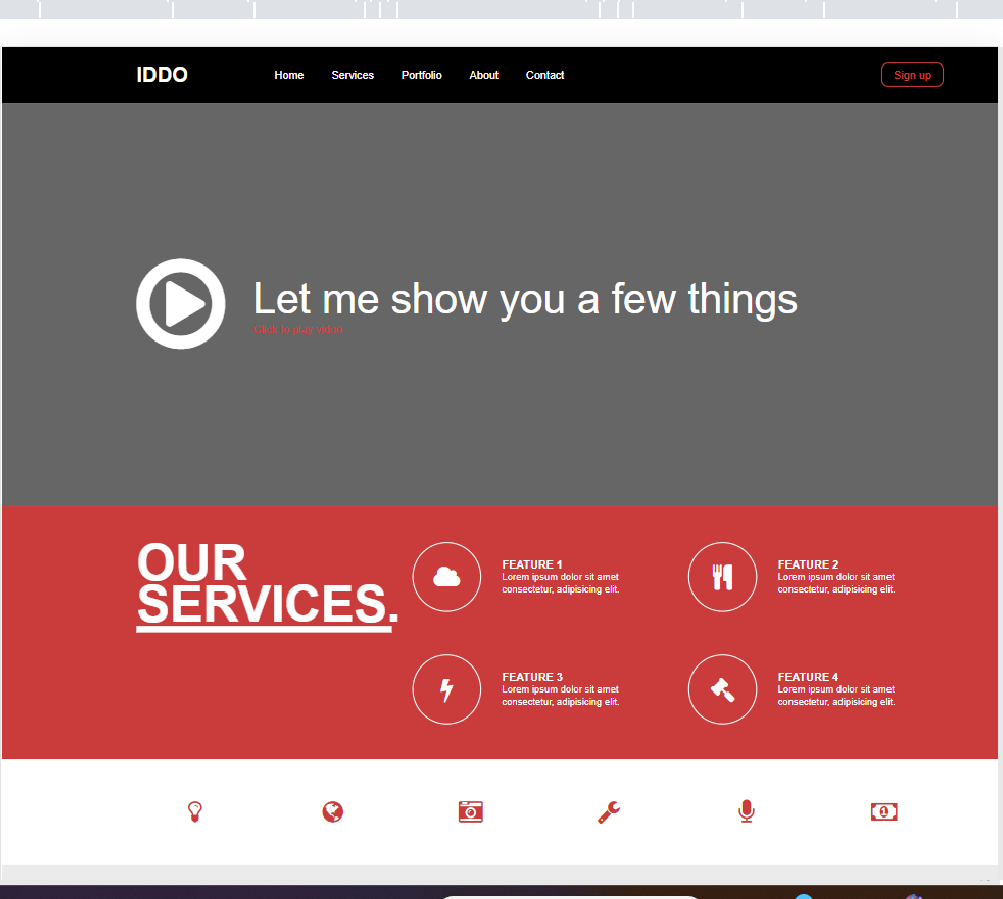 IDDO
Home Services Portfolio About Contact
Sign up
Let me show you a few things
Click to play video
OUR
SERVICES.
FEATURE 1
Lorem ipsum dolor sit amet
consectetur, adipisicing elit.
FEATURE 2
Lorem ipsum dolor sit amet
consectetur, adipisicing elit.
FEATURE 3
Lorem ipsum dolor sit amet
consectetur, adipisicing elit.
FEATURE 4
Lorem ipsum dolor sit amet
consectetur, adipisicing elit.